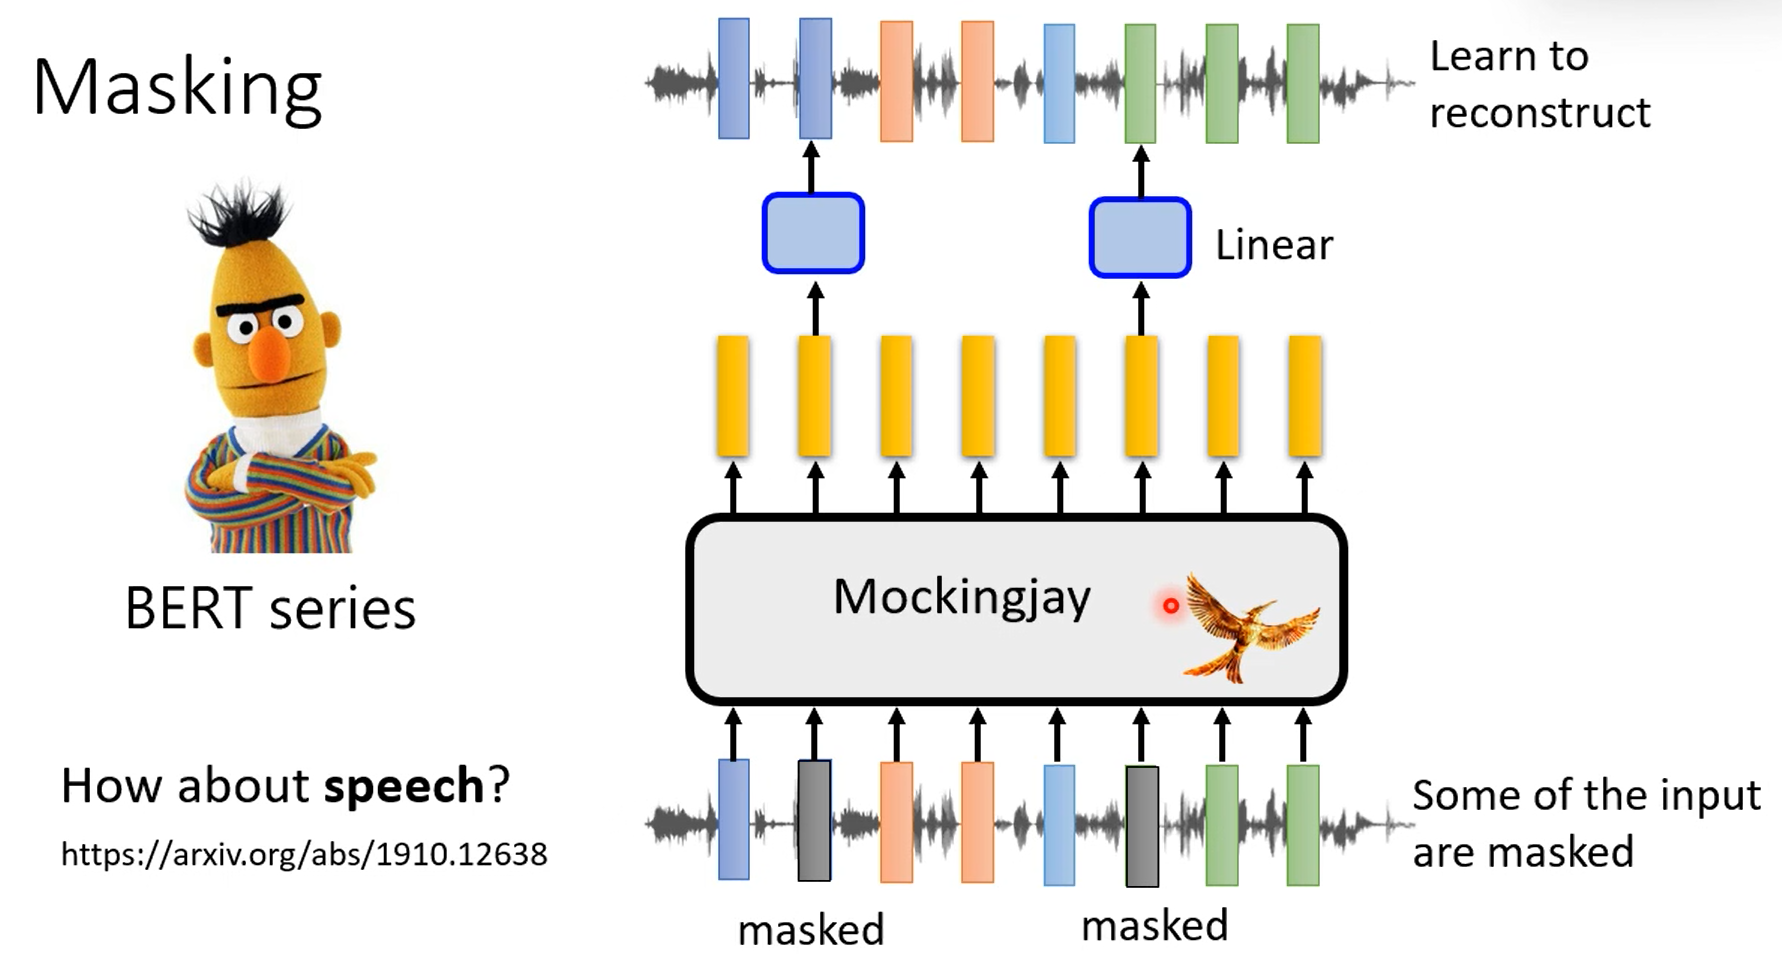 Masking
BERT series
How about speech?
https://arxiv.org/abs/1910.12638
Learn to
reconstruct
Linear
Mockingjay
Some of the input
are masked
masked
masked